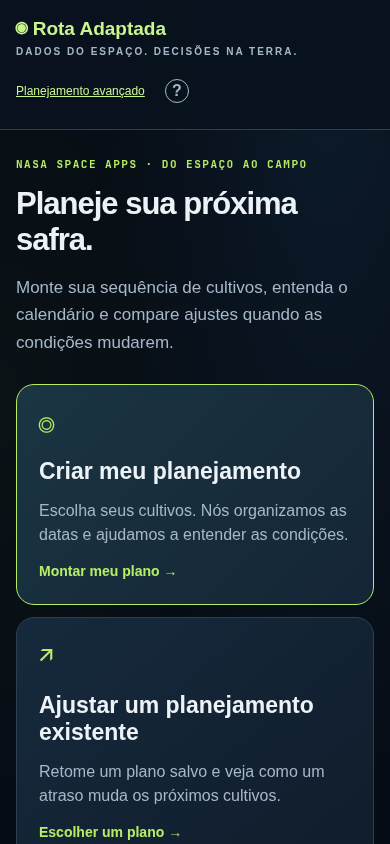 Rota Adaptada
DADOS DO ESPAÇO. DECISÕES NA TERRA.
Planejamento avançado ?
NASA SPACE APPS · DO ESPAÇO AO CAMPO
Planeje sua próxima
safra.
Monte sua sequência de cultivos, entenda o
calendário e compare ajustes quando as
condições mudarem.
Criar meu planejamento
Escolha seus cultivos. Nós organizamos as
datas e ajudamos a entender as condições.
Montar meu plano →
Ajustar um planejamento
existente
Retome um plano salvo e veja como um
atraso muda os próximos cultivos.
Escolher um plano →